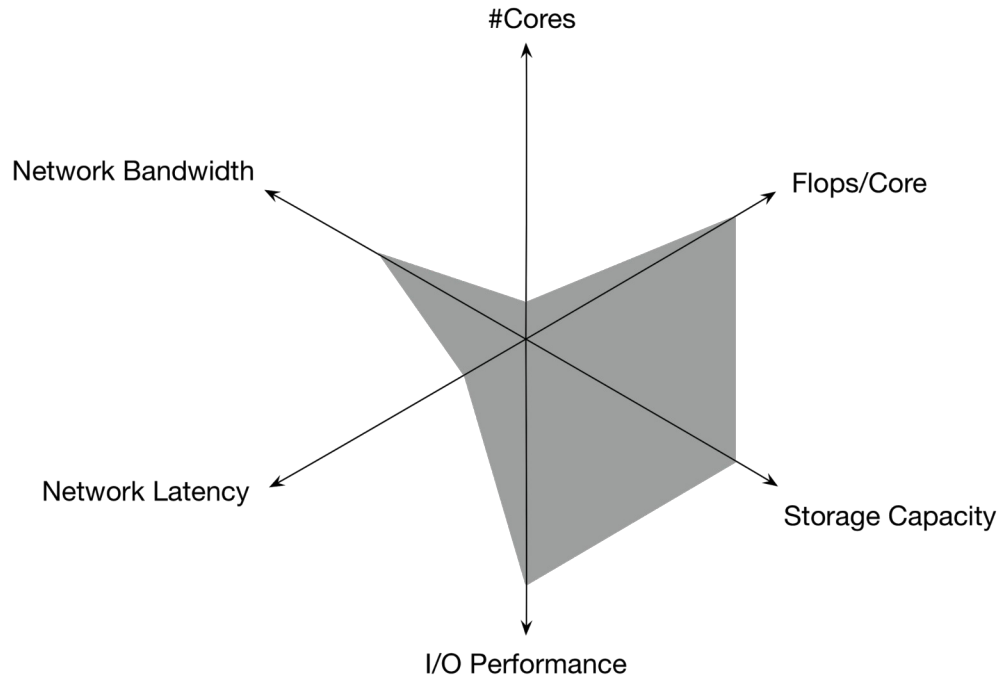 #Cores
Network Bandwidth
Flops/Core
Network Latency
Storage Capacity
I/O Performance